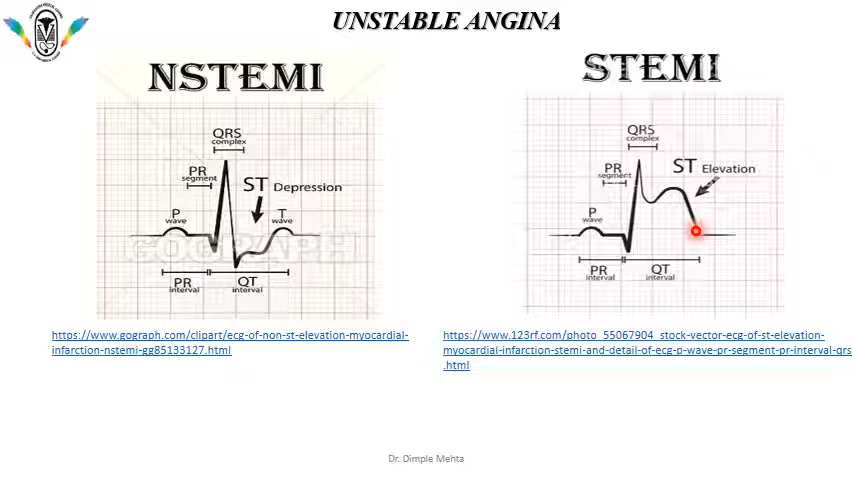 UNSTABLE ANGINA
NSTEMI
QRS
complex
PR
segment
ST Depression
P
wave
T
wave
GOGRAPH
PR
interval
QT
interval
https://www.gograph.com/clipart/ecg-of-non-st-elevation-myocardial-
infarction-nstemi-gg85133127.html
STEMI
QRS
complex
PR
segment
ST Elevation
P
wave
PR
interval
QT
interval
https://www.123rf.com/photo_55067904_stock-vector-ecg-of-st-elevation-
myocardial-infarction-stemi-and-detail-of-ecg-p-wave-pr-segment-pr-interval-qrs
.html
Dr. Dimple Mehta